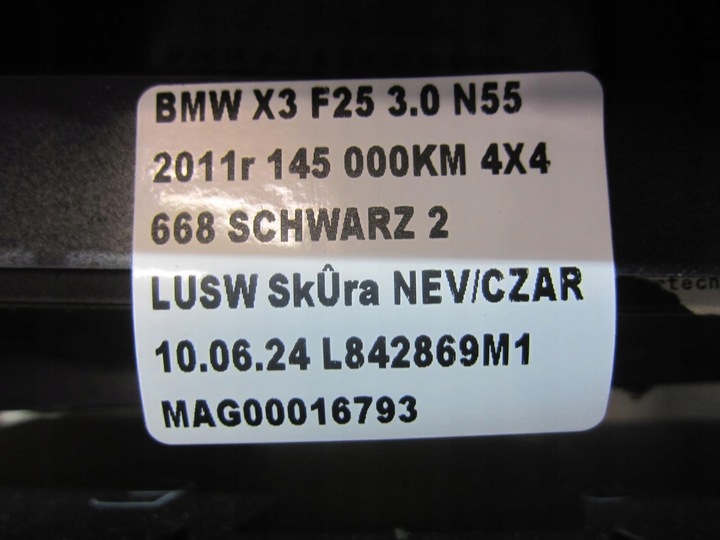 BMW X3 F25 3.0 N55
2011r 145 000KM 4X4
668 SCHWARZ 2
LUSW SkÛra NEV/CZAR
10.06.24 L842869M1
MAG00016793